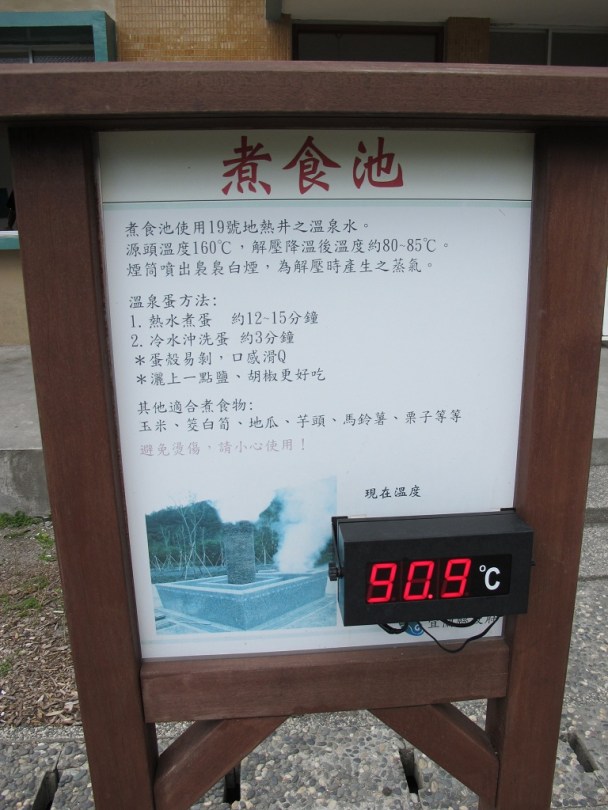 煮食池
煮食池使用19號地熱井之溫泉水。
源頭溫度160℃，解壓降溫後溫度約80~85℃。
煙筒噴出裊裊白煙，為解壓時產生之蒸氣。
溫泉蛋方法:
1. 熱水煮蛋 約12~15分鐘
2. 冷水沖洗蛋 約3分鐘
＊蛋殼易剝，口感滑Q
＊灑上一點鹽、胡椒更好吃
其他適合煮食物:
玉米、茭白筍、地瓜、芋頭、馬鈴薯、栗子等等
避免燙傷，請小心使用！
現在溫度
90.9 ℃